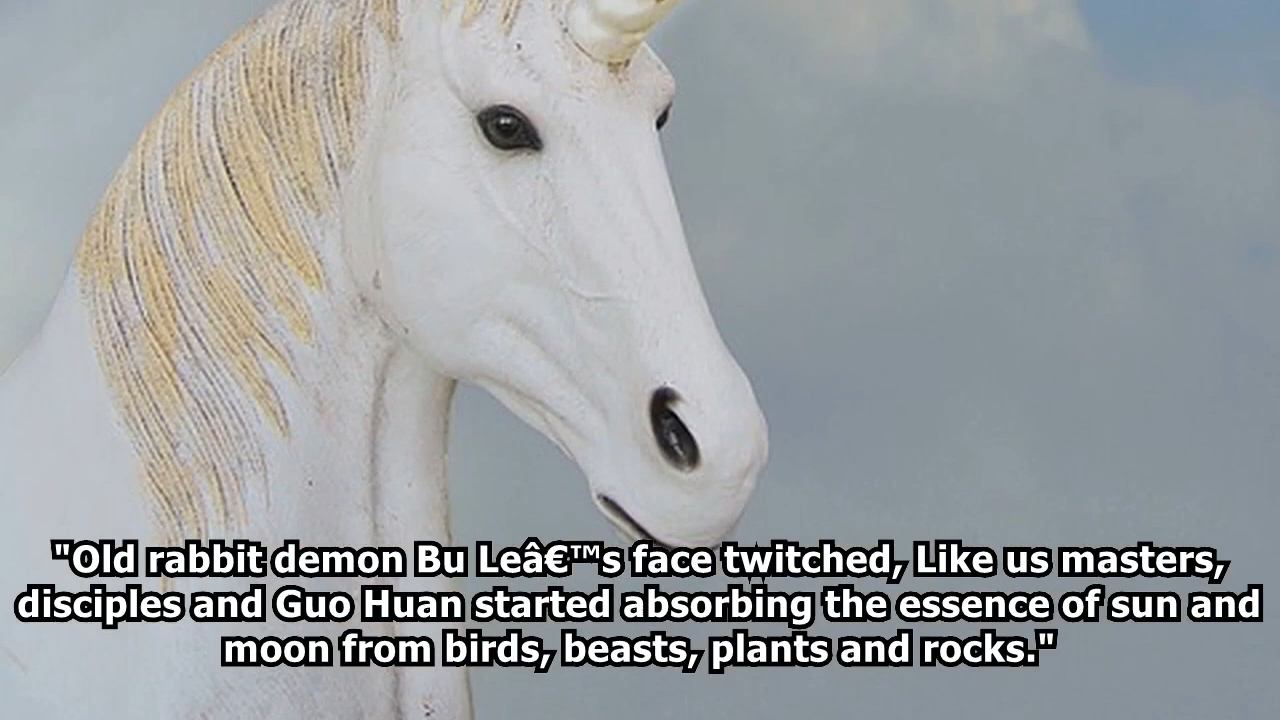 "Old rabbit demon Bu Leâ€™s face twitched, Like us masters,
disciples and Guo Huan started absorbing the essence of sun and
moon from birds, beasts, plants and rocks."